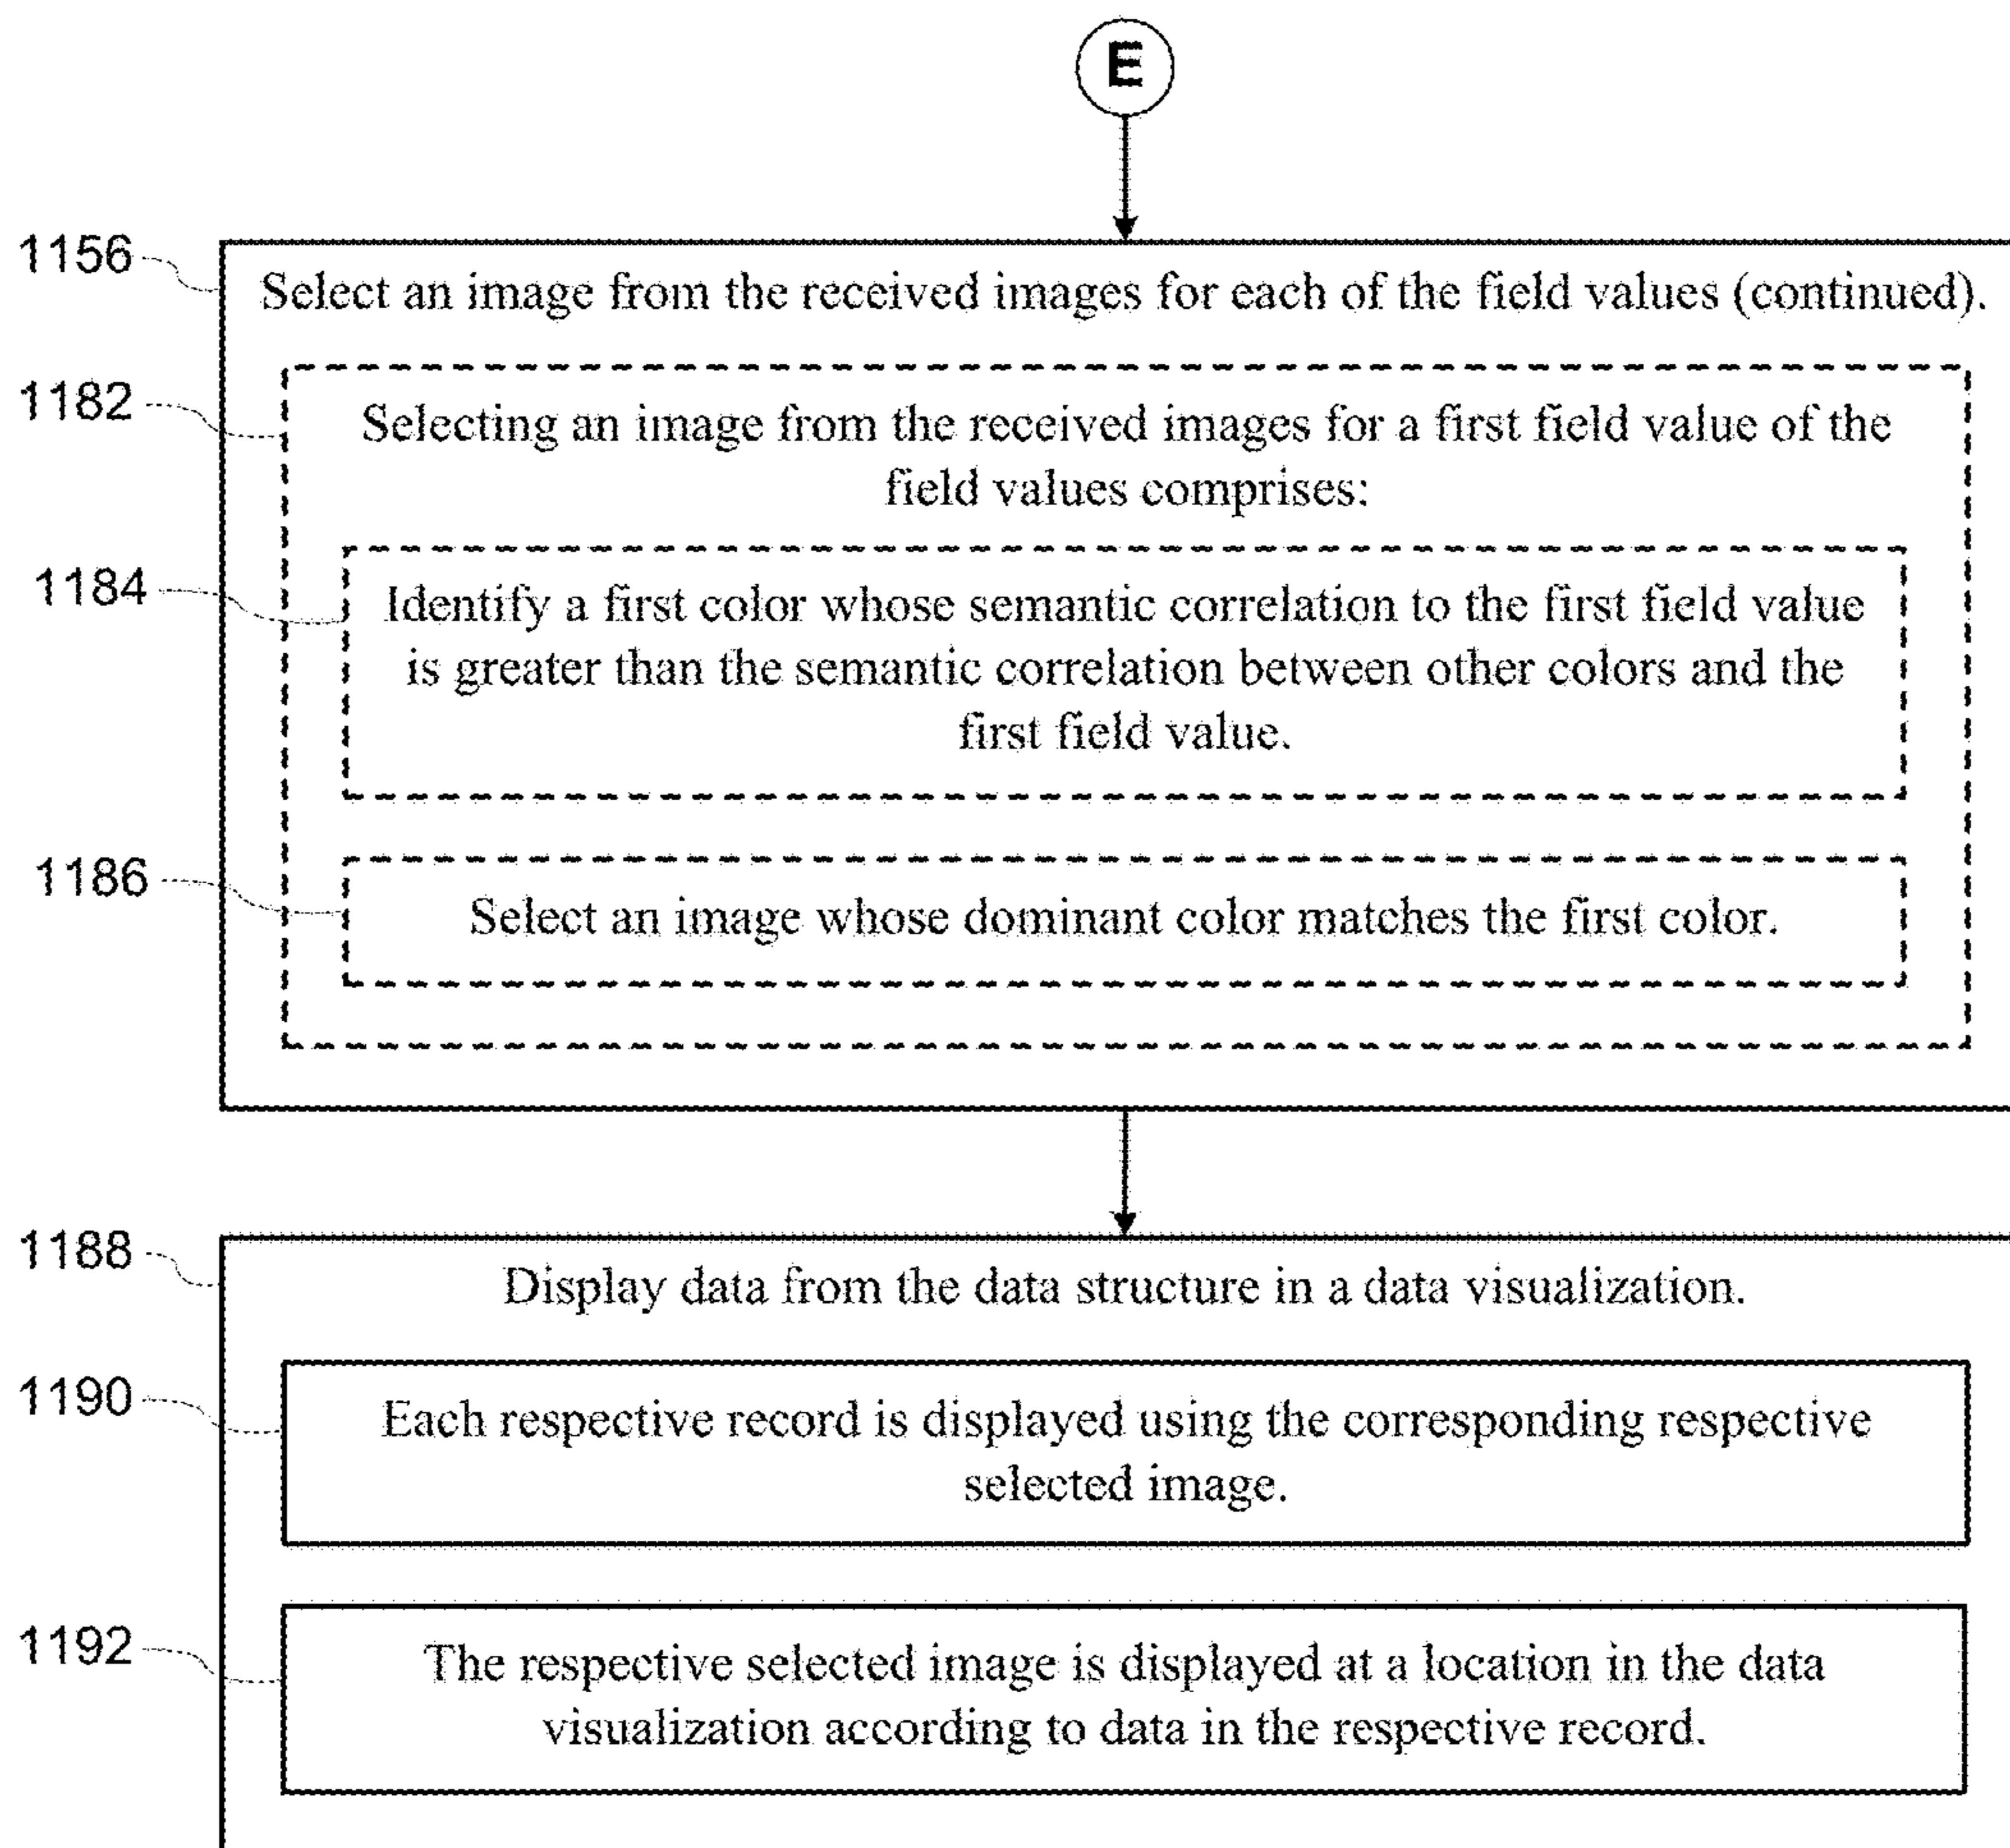 E
1156
Select an image from the received images for each of the field values (continued).
1182
Selecting an image from the received images for a first field value of the
field values comprises:
1184
Identify a first color whose semantic correlation to the first field value
is greater than the semantic correlation between other colors and the
first field value.
1186
Select an image whose dominant color matches the first color.
1188
Display data from the data structure in a data visualization.
1190
Each respective record is displayed using the corresponding respective
selected image.
1192
The respective selected image is displayed at a location in the data
visualization according to data in the respective record.